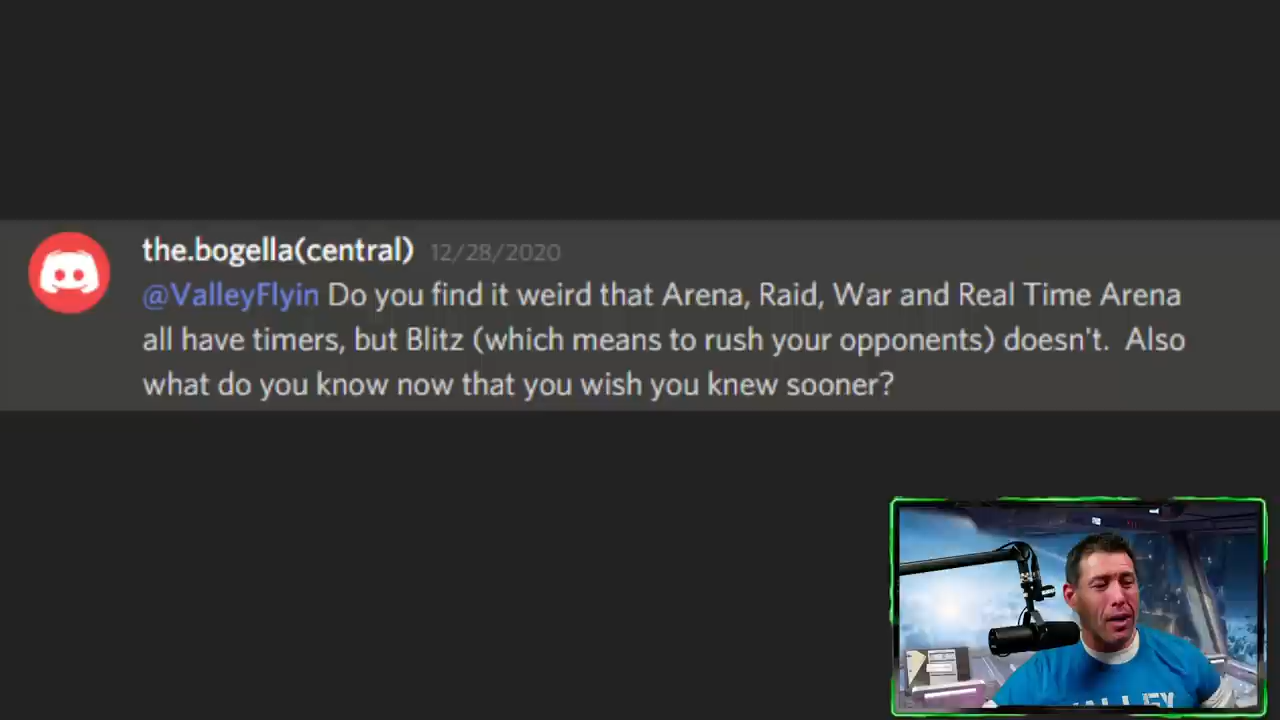 the.bogella(central) 12/28/2020
@ValleyFlyin Do you find it weird that Arena, Raid, War and Real Time Arena
all have timers, but Blitz (which means to rush your opponents) doesn't.  Also
what do you know now that you wish you knew sooner?
VALLEY